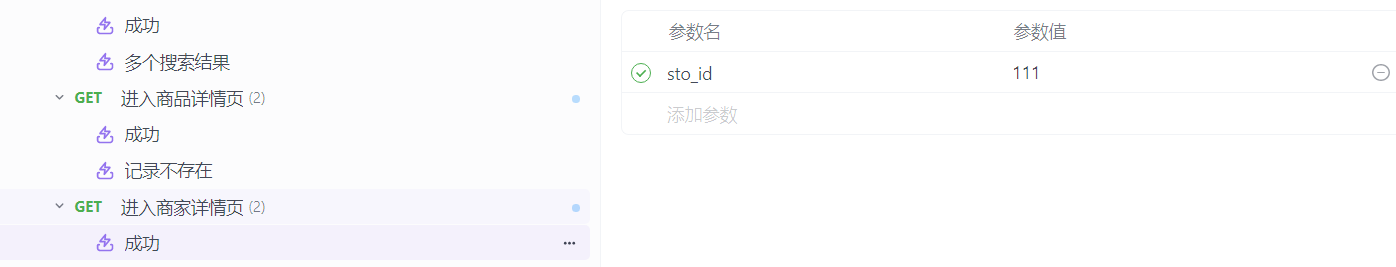 成功
多个搜索结果
GET 进入商品详情页 (2)
成功
记录不存在
GET 进入商家详情页 (2)
成功
参数名 参数值
sto_id 111
添加参数